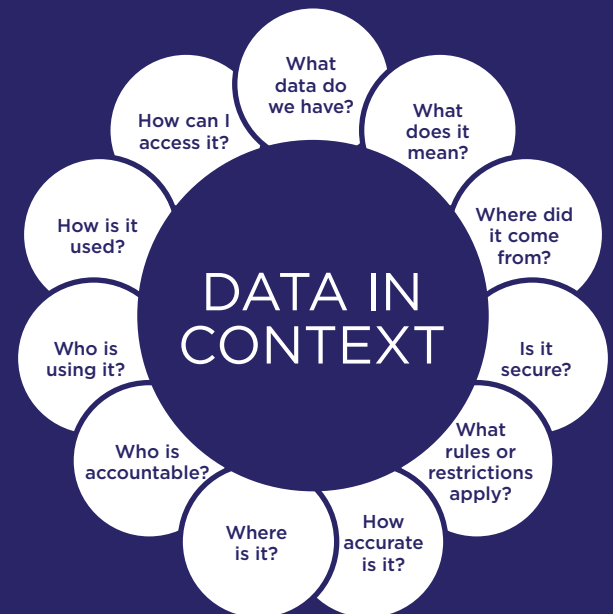 What
data do
we have?
What
does it
mean?
Where did
it come
from?
Is it
secure?
What
rules or
restrictions
apply?
How
accurate
is it?
Where
is it?
Who is
accountable?
Who is
using it?
How is it
used?
How can I
access it?
DATA IN
CONTEXT